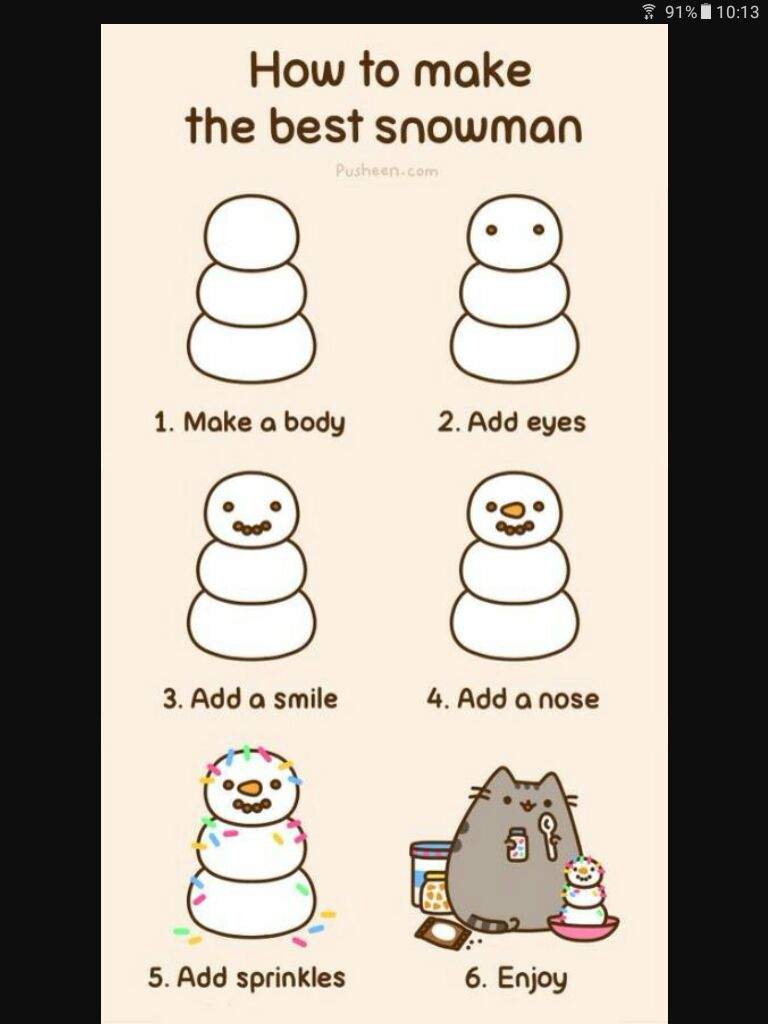 91% 10:13
How to make
the best snowman
Pusheen.com
1. Make a body
2. Add eyes
3. Add a smile
4. Add a nose
5. Add sprinkles
6. Enjoy